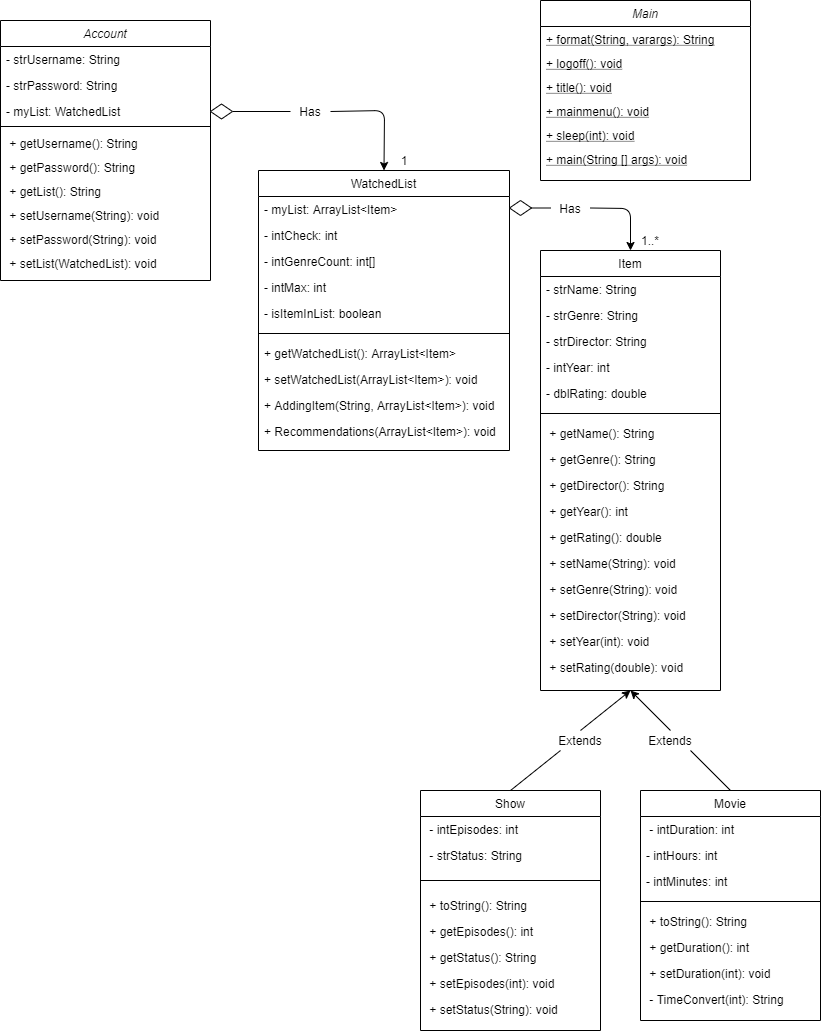 Account
- strUsername: String
- strPassword: String
- myList: WatchedList
+ getUsername(): String
+ getPassword(): String
+ getList(): String
+ setUsername(String): void
+ setPassword(String): void
+ setList(WatchedList): void
Has
1
Main
+ format(String, varargs): String
+ logoff(): void
+ title(): void
+ mainmenu(): void
+ sleep(int): void
+ main(String [] args): void
WatchedList
- myList: ArrayList<Item>
- intCheck: int
- intGenreCount: int[]
- intMax: int
- isItemInList: boolean
+ getWatchedList(): ArrayList<Item>
+ setWatchedList(ArrayList<Item>): void
+ AddingItem(String, ArrayList<Item>): void
+ Recommendations(ArrayList<Item>): void
Has
1..*
Item
- strName: String
- strGenre: String
- strDirector: String
- intYear: int
- dblRating: double
+ getName(): String
+ getGenre(): String
+ getDirector(): String
+ getYear(): int
+ getRating(): double
+ setName(String): void
+ setGenre(String): void
+ setDirector(String): void
+ setYear(int): void
+ setRating(double): void
Extends
Extends
Show
- intEpisodes: int
- strStatus: String
+ toString(): String
+ getEpisodes(): int
+ getStatus(): String
+ setEpisodes(int): void
+ setStatus(String): void
Movie
- intDuration: int
- intHours: int
- intMinutes: int
+ toString(): String
+ getDuration(): int
+ setDuration(int): void
- TimeConvert(int): String